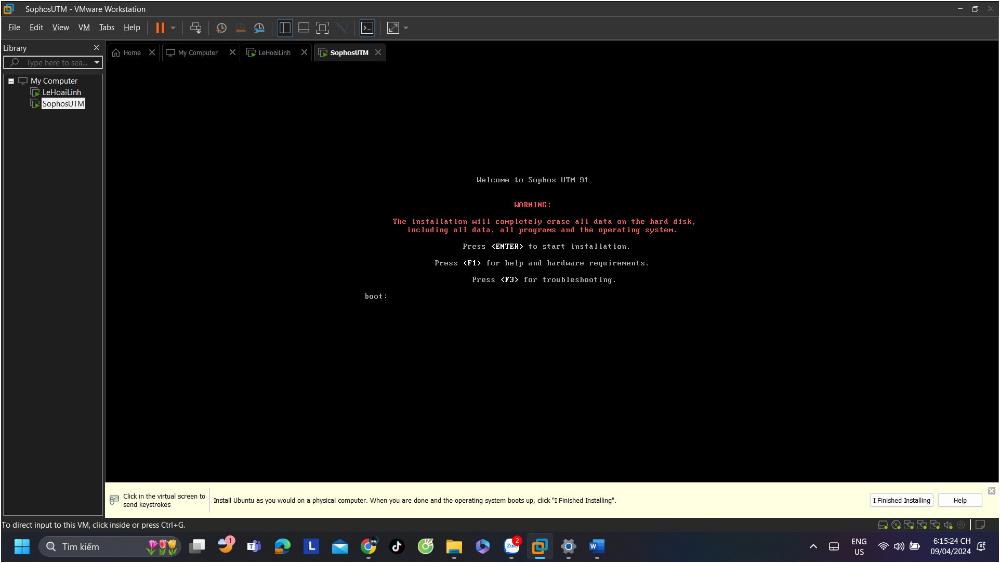 SophosUTM - VMware Workstation
File Edit View VM Tabs Help
Library
Type here to sea...
My Computer
LeHoaiLinh
SophosUTM
Home
My Computer
LeHoaiLinh
SophosUTM
Welcome to Sophos UTM 9!
WARNING:
The installation will completely erase all data on the hard disk,
including all data, all programs and the operating system.
Press <ENTER> to start installation.
Press <F1> for help and hardware requirements.
Press <F3> for troubleshooting.
boot:
Click in the virtual screen to
send keystrokes
Install Ubuntu as you would on a physical computer. When you are done and the operating system boots up, click "I Finished Installing".
I Finished Installing
Help
To direct input to this VM, click inside or press Ctrl+G.
Tìm kiếm
1
L
Zalo
2
W
ENG
US
6:15:24 CH
09/04/2024